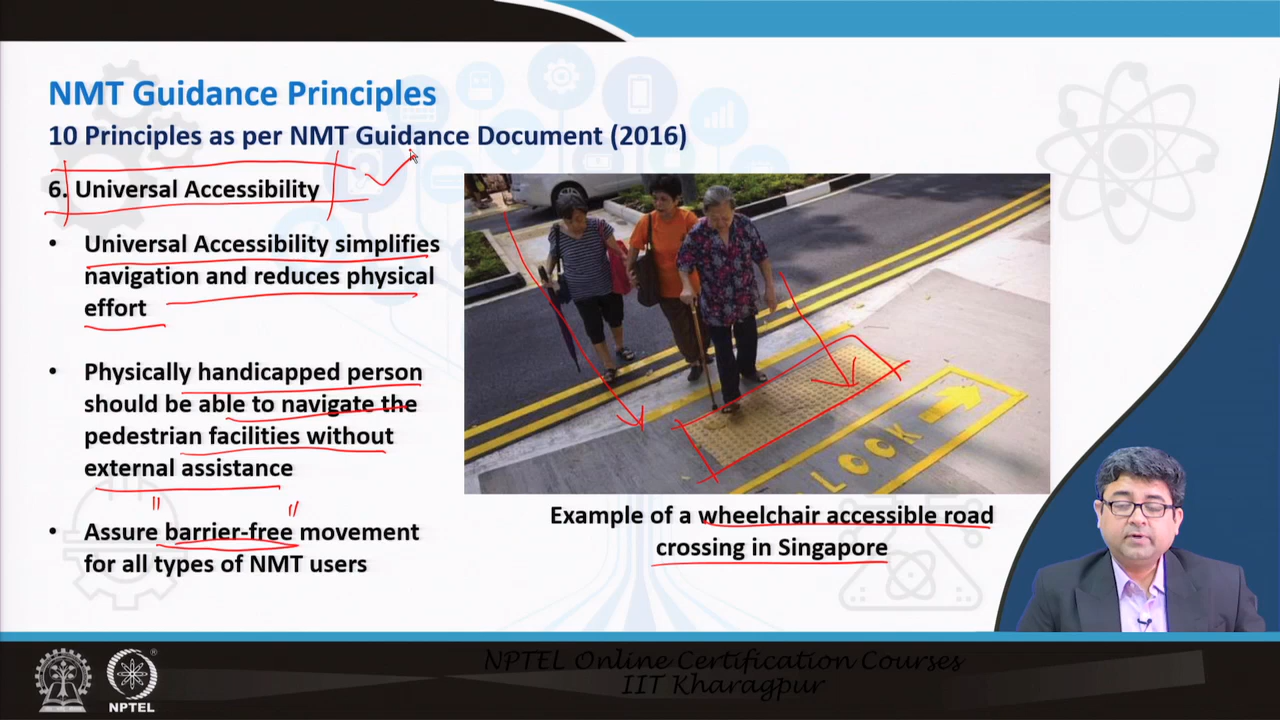 NMT Guidance Principles
10 Principles as per NMT Guidance Document (2016)
6. Universal Accessibility
• Universal Accessibility simplifies
navigation and reduces physical
effort
• Physically handicapped person
should be able to navigate the
pedestrian facilities without
external assistance
• Assure barrier-free movement
for all types of NMT users
LOCK
Example of a wheelchair accessible road
crossing in Singapore
NPTEL
NPTEL Online Certification Courses
IIT Kharagpur